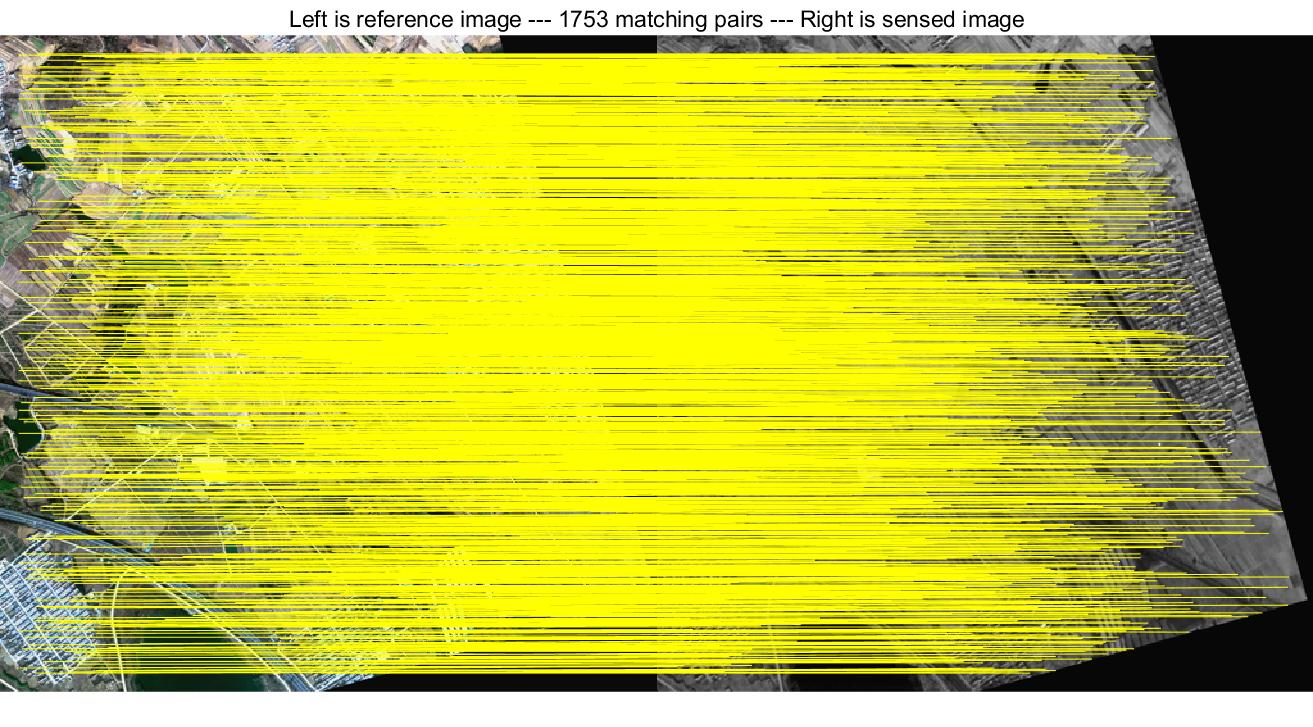 Left is reference image --- 1753 matching pairs --- Right is sensed image